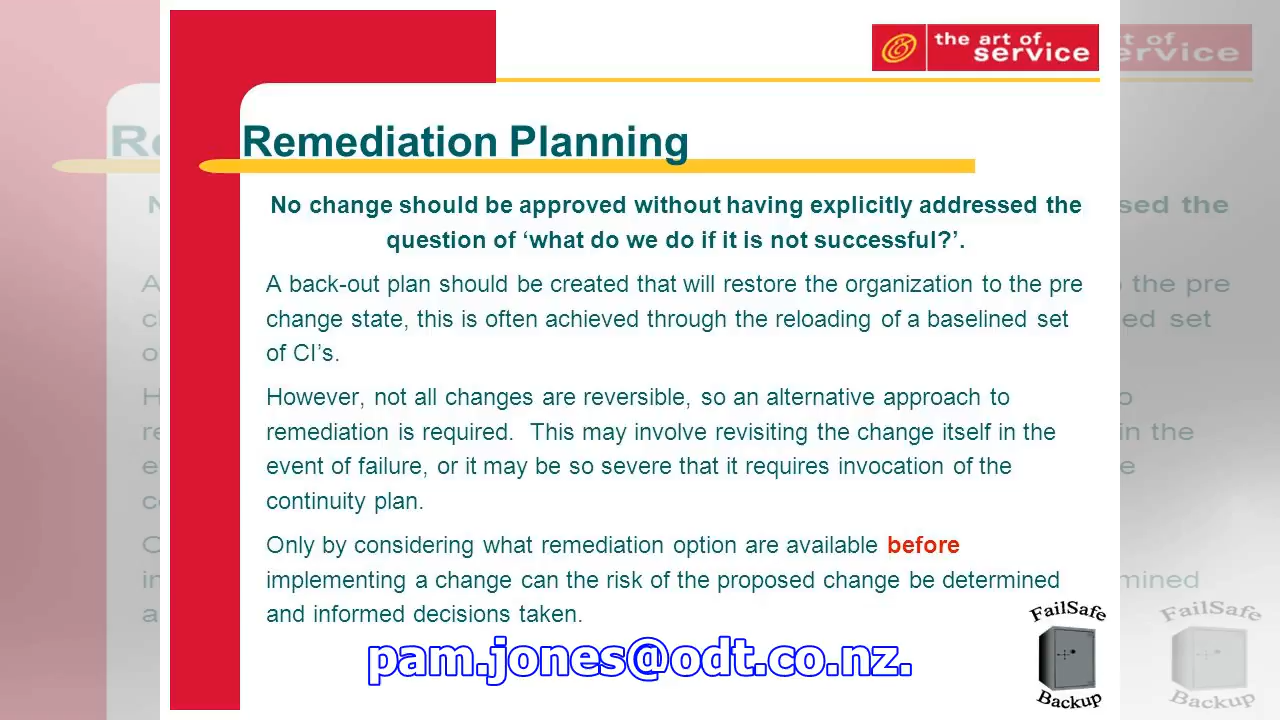 the art of
service
Remediation Planning
No change should be approved without having explicitly addressed the
question of ‘what do we do if it is not successful?’.
A back-out plan should be created that will restore the organization to the pre
change state, this is often achieved through the reloading of a baselined set
of CI’s.
However, not all changes are reversible, so an alternative approach to
remediation is required.  This may involve revisiting the change itself in the
event of failure, or it may be so severe that it requires invocation of the
continuity plan.
Only by considering what remediation option are available before
implementing a change can the risk of the proposed change be determined
and informed decisions taken.
FailSafe
Backup
pam.jones@odt.co.nz.